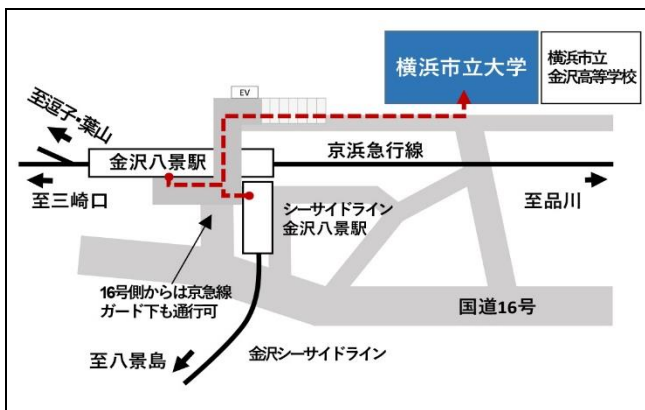 横浜市立大学
横浜市立
金沢高等学校
EV
至逗子・葉山
金沢八景駅
京浜急行線
至三崎口
シーサイドライン
金沢八景駅
至品川
16号側からは京急線
ガード下も通行可
国道16号
至八景島
金沢シーサイドライン